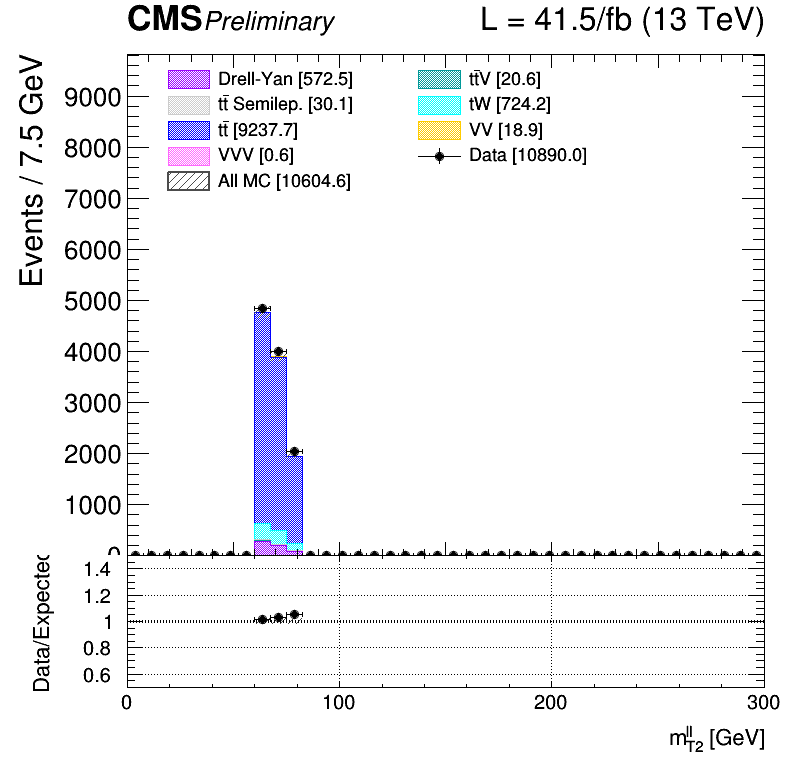 CMS Preliminary L = 41.5/fb (13 TeV)
Events / 7.5 GeV
9000
8000
7000
6000
5000
4000
3000
2000
1000
0
Drell-Yan [572.5]
tt̄ Semilep. [30.1]
tt̄ [9237.7]
VVV [0.6]
All MC [10604.6]
tt̄V [20.6]
tW [724.2]
VV [18.9]
Data [10890.0]
Data/Expected
1.4
1.2
1
0.8
0.6
0 100 200 300
m^ll_T2 [GeV]